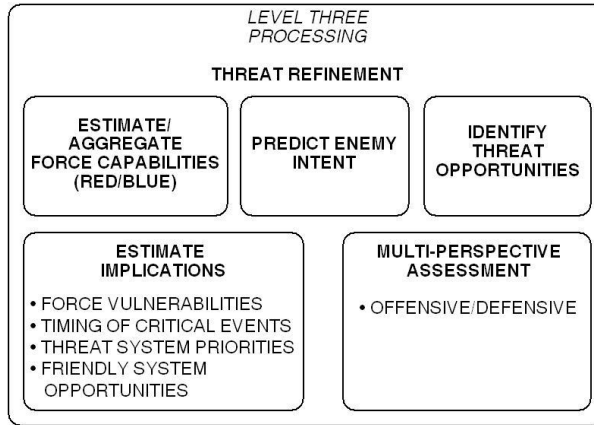 LEVEL THREE
PROCESSING
THREAT REFINEMENT
ESTIMATE/
AGGREGATE
FORCE CAPABILITIES
(RED/BLUE)
PREDICT ENEMY
INTENT
IDENTIFY
THREAT
OPPORTUNITIES
ESTIMATE
IMPLICATIONS
• FORCE VULNERABILITIES
• TIMING OF CRITICAL EVENTS
• THREAT SYSTEM PRIORITIES
• FRIENDLY SYSTEM
OPPORTUNITIES
MULTI-PERSPECTIVE
ASSESSMENT
• OFFENSIVE/DEFENSIVE